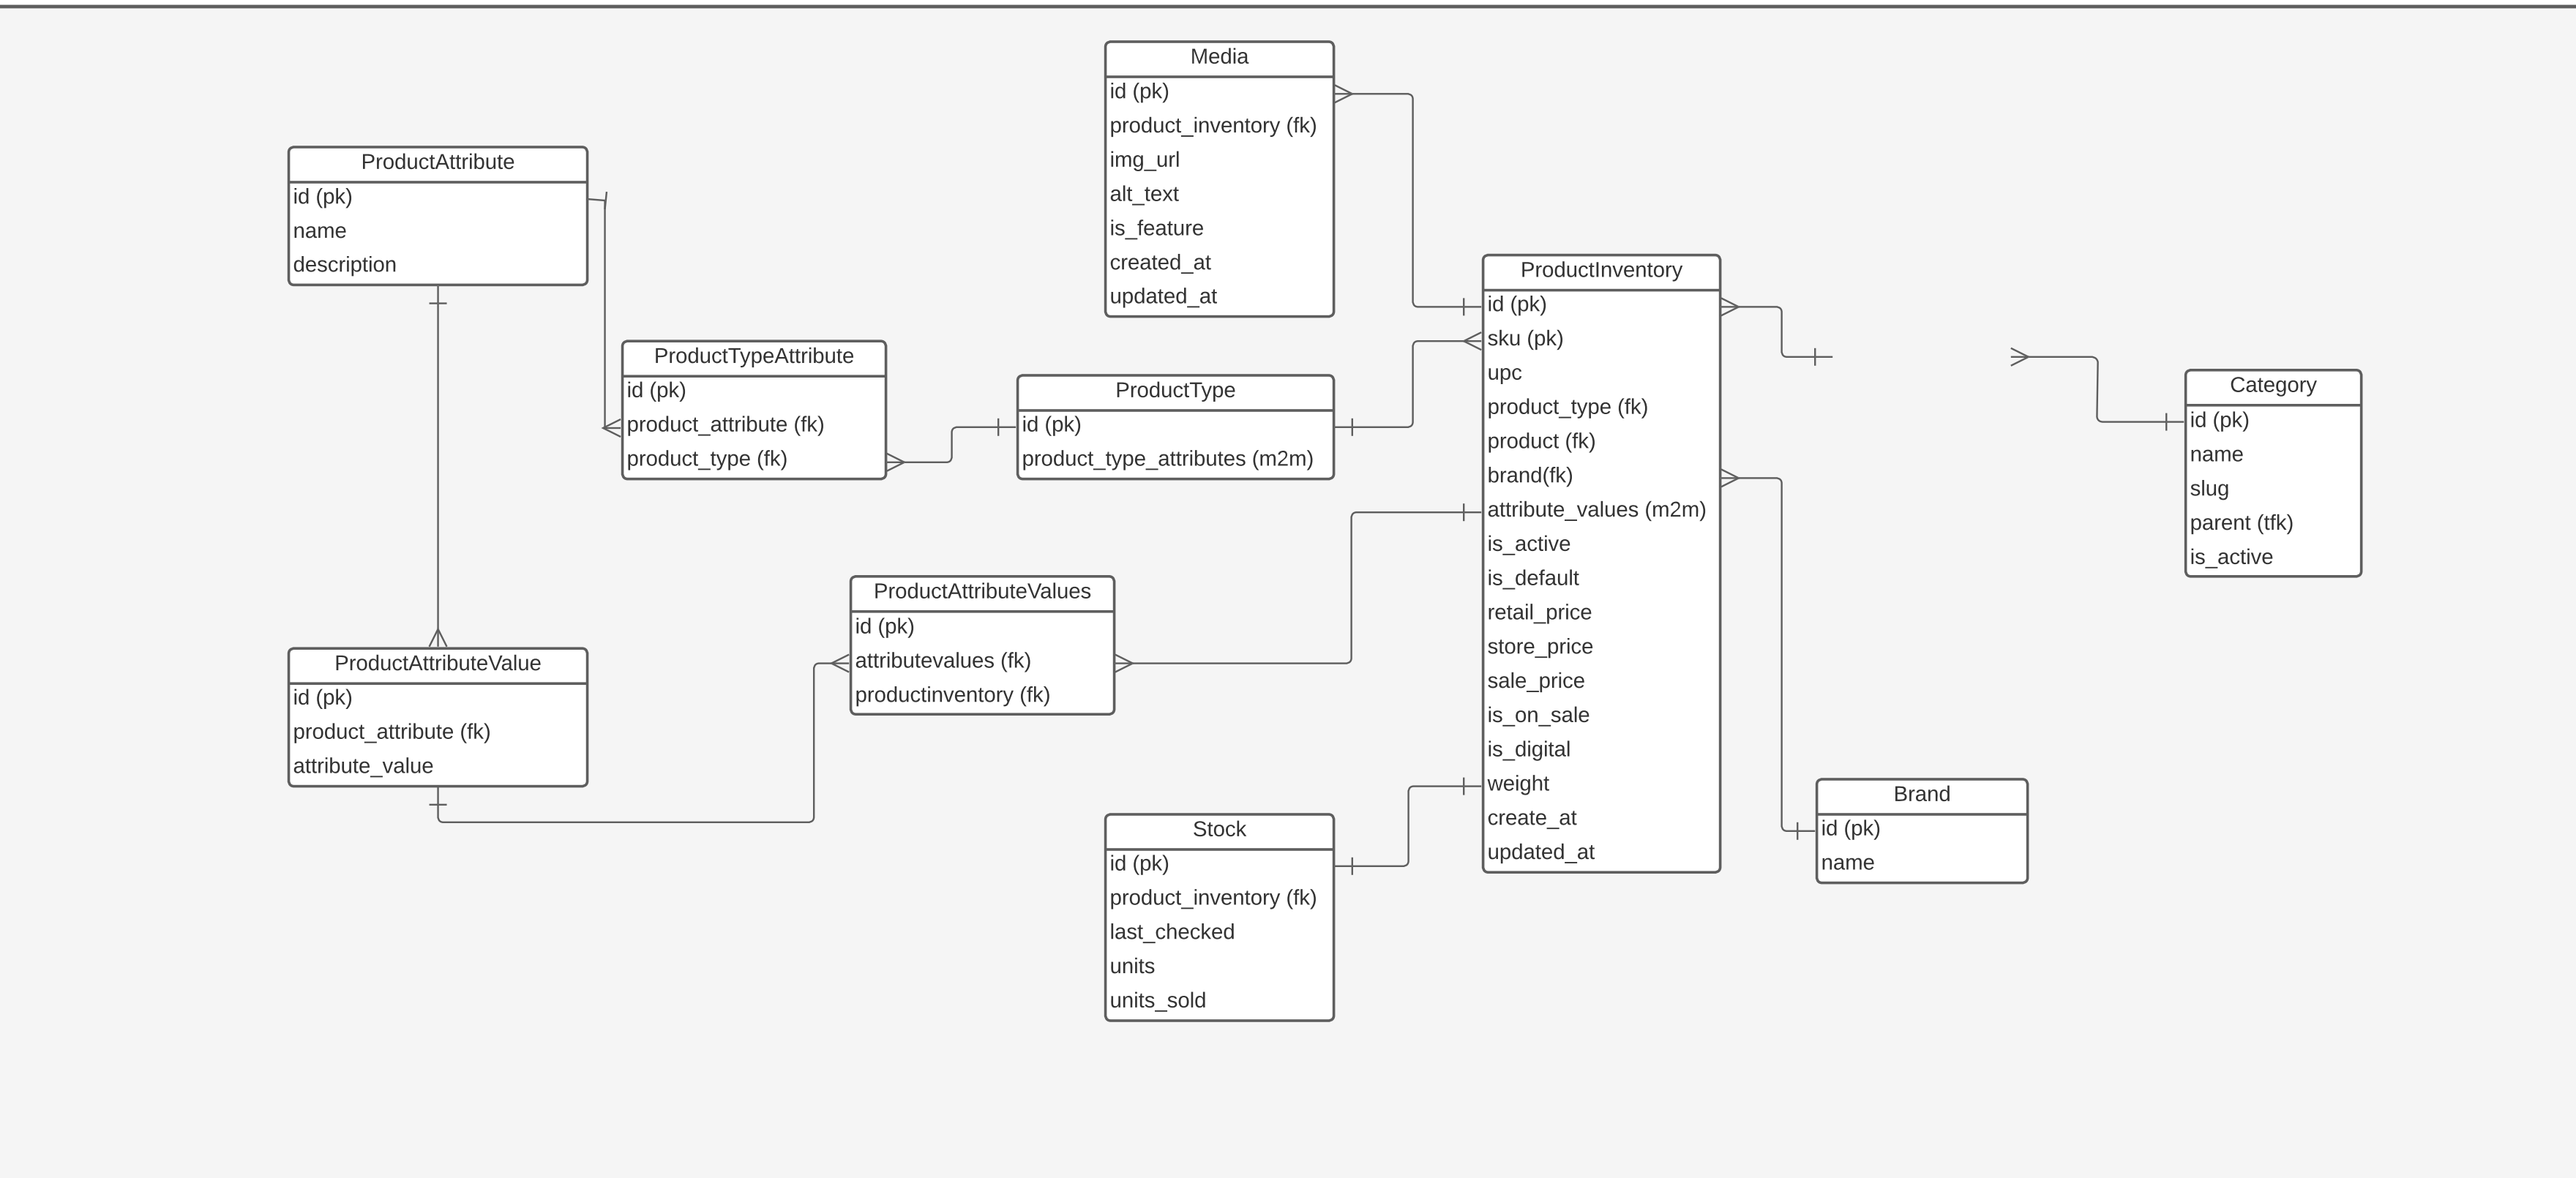 Media
id (pk)
product_inventory (fk)
img_url
alt_text
is_feature
created_at
updated_at
ProductAttribute
id (pk)
name
description
ProductTypeAttribute
id (pk)
product_attribute (fk)
product_type (fk)
ProductType
id (pk)
product_type_attributes (m2m)
ProductInventory
id (pk)
sku (pk)
upc
product_type (fk)
product (fk)
brand(fk)
attribute_values (m2m)
is_active
is_default
retail_price
store_price
sale_price
is_on_sale
is_digital
weight
create_at
updated_at
Category
id (pk)
name
slug
parent (tfk)
is_active
ProductAttributeValues
id (pk)
attributevalues (fk)
productinventory (fk)
ProductAttributeValue
id (pk)
product_attribute (fk)
attribute_value
Stock
id (pk)
product_inventory (fk)
last_checked
units
units_sold
Brand
id (pk)
name